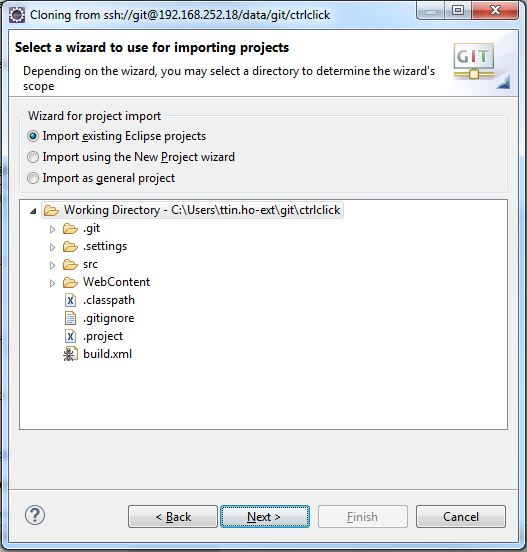 Cloning from ssh://git@192.168.252.18/data/git/ctrlclick
Select a wizard to use for importing projects
Depending on the wizard, you may select a directory to determine the wizard's
scope
GIT
Wizard for project import
Import existing Eclipse projects
Import using the New Project wizard
Import as general project
Working Directory - C:\Users\ttin.ho-ext\git\ctrlclick
.git
.settings
src
WebContent
.classpath
.gitignore
.project
build.xml
? < Back Next > Finish Cancel